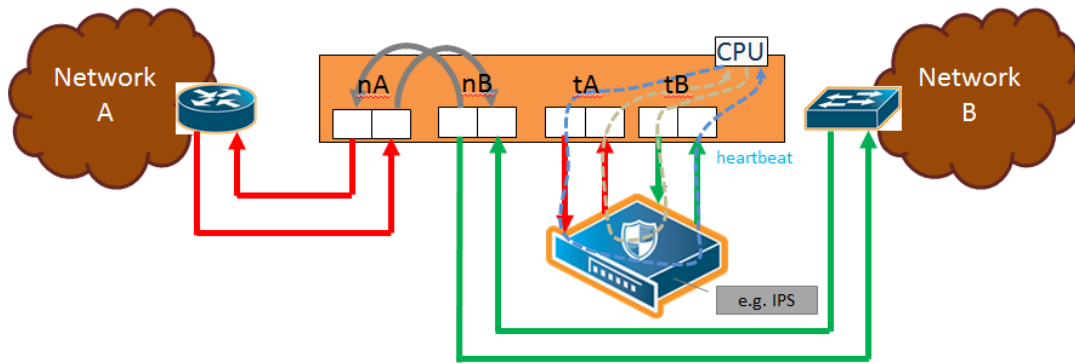 Network
A
nA
nB
tA
tB
CPU
Network
B
heartbeat
e.g. IPS